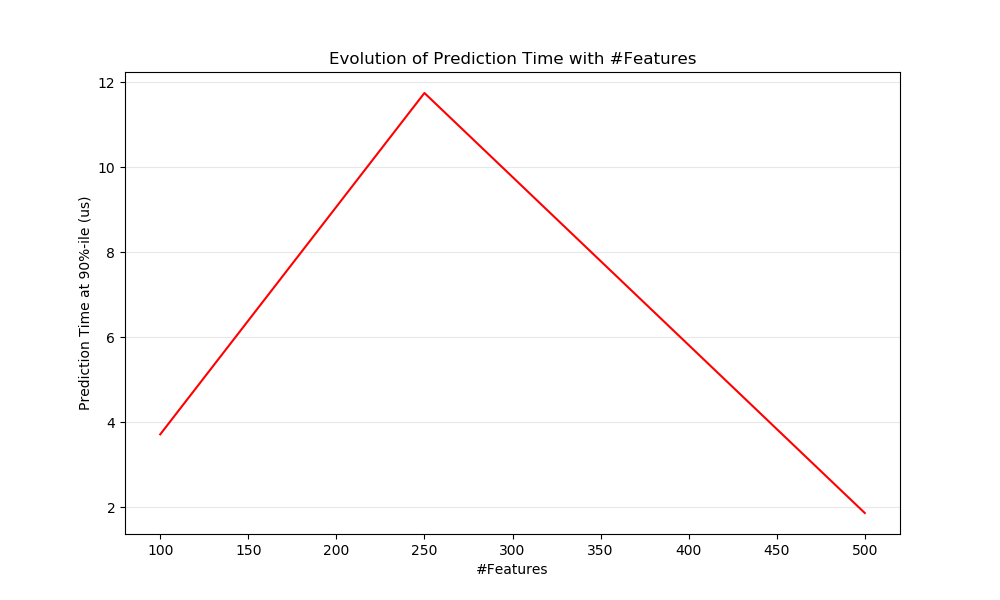 Evolution of Prediction Time with #Features
Prediction Time at 90%-ile (us)
12
10
8
6
4
2
100 150 200 250 300 350 400 450 500
#Features